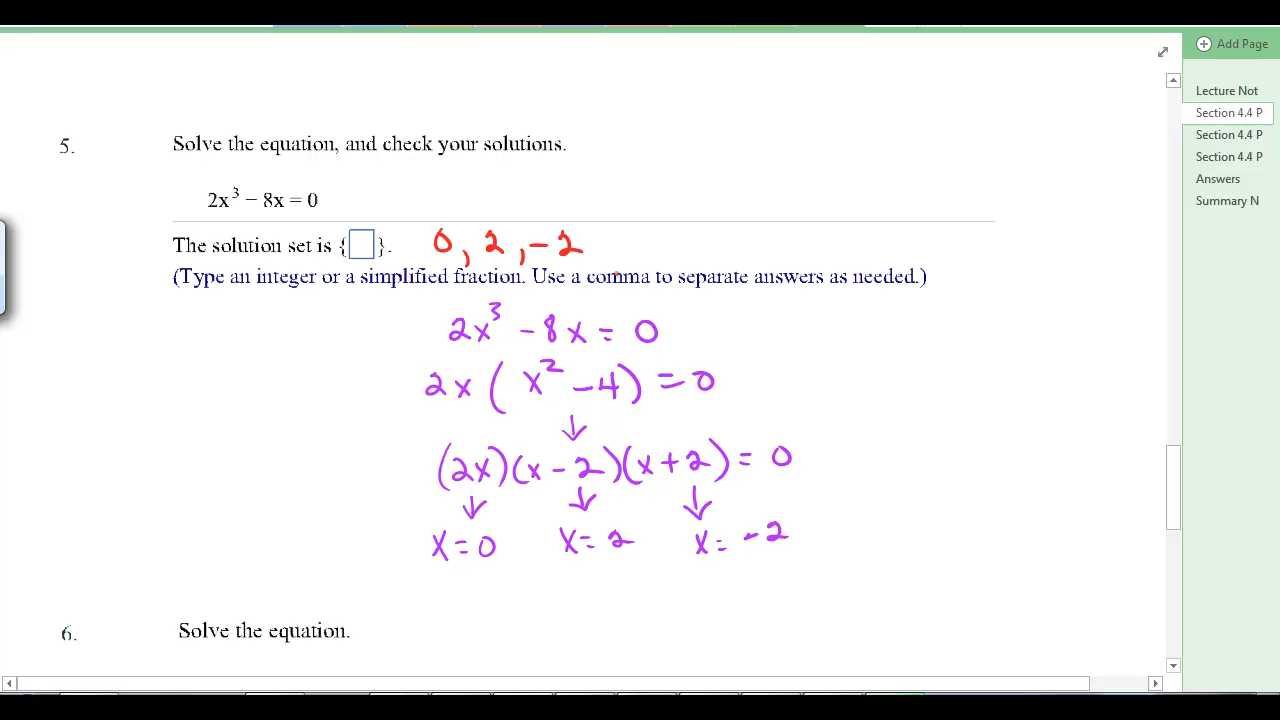 Add Page
Lecture Not
Section 4.4 P
Section 4.4 P
Section 4.4 P
Answers
Summary N
5. Solve the equation, and check your solutions.
2x³ − 8x = 0
The solution set is { }. 0, 2, -2
(Type an integer or a simplified fraction. Use a comma to separate answers as needed.)
2x³ - 8x = 0
2x ( x² - 4) = 0
(2x)(x - 2)(x + 2) = 0
x = 0 x = 2 x = -2
6. Solve the equation.